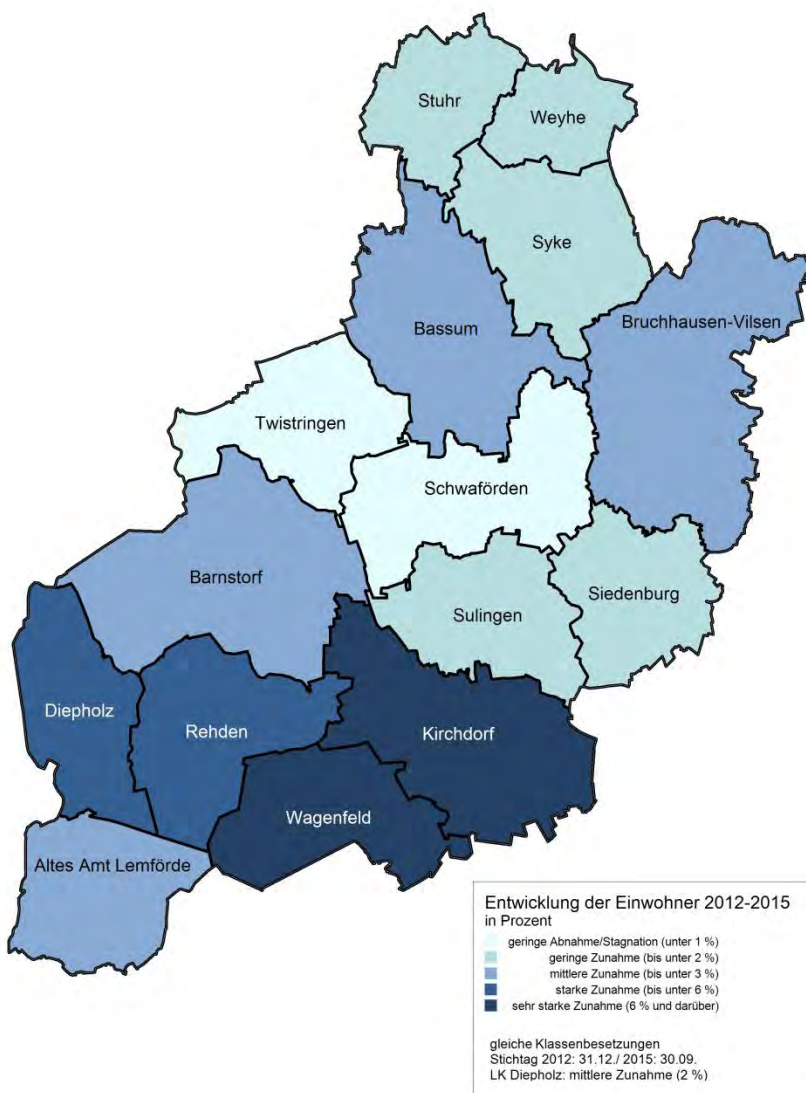 Stuhr
Weyhe
Syke
Bassum
Bruchhausen-Vilsen
Twistringen
Schwaförden
Barnstorf
Siedenburg
Sulingen
Diepholz
Rehden
Kirchdorf
Wagenfeld
Altes Amt Lemförde
Entwicklung der Einwohner 2012-2015
in Prozent
geringe Abnahme/Stagnation (unter 1 %)
geringe Zunahme (bis unter 2 %)
mittlere Zunahme (bis unter 3 %)
starke Zunahme (bis unter 6 %)
sehr starke Zunahme (6 % und darüber)
gleiche Klassenbesetzungen
Stichtag 2012: 31.12./ 2015: 30.09.
LK Diepholz: mittlere Zunahme (2 %)